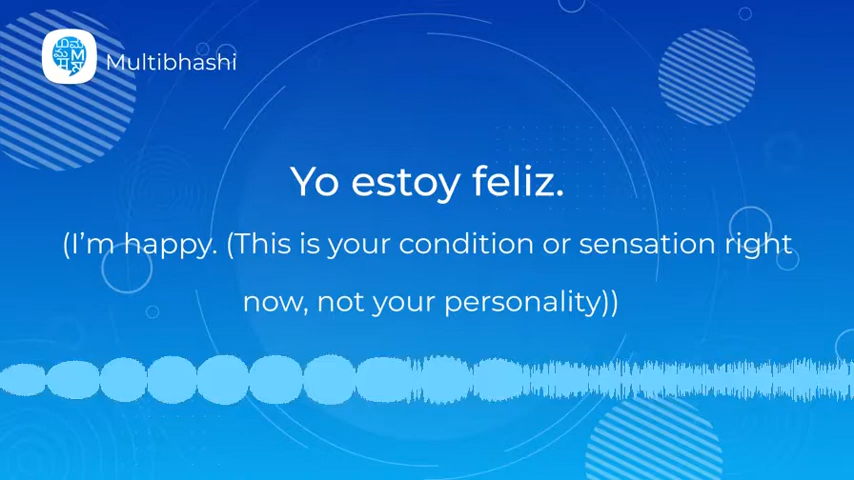 Multibhashi
Yo estoy feliz.
(I’m happy. (This is your condition or sensation right
now, not your personality))